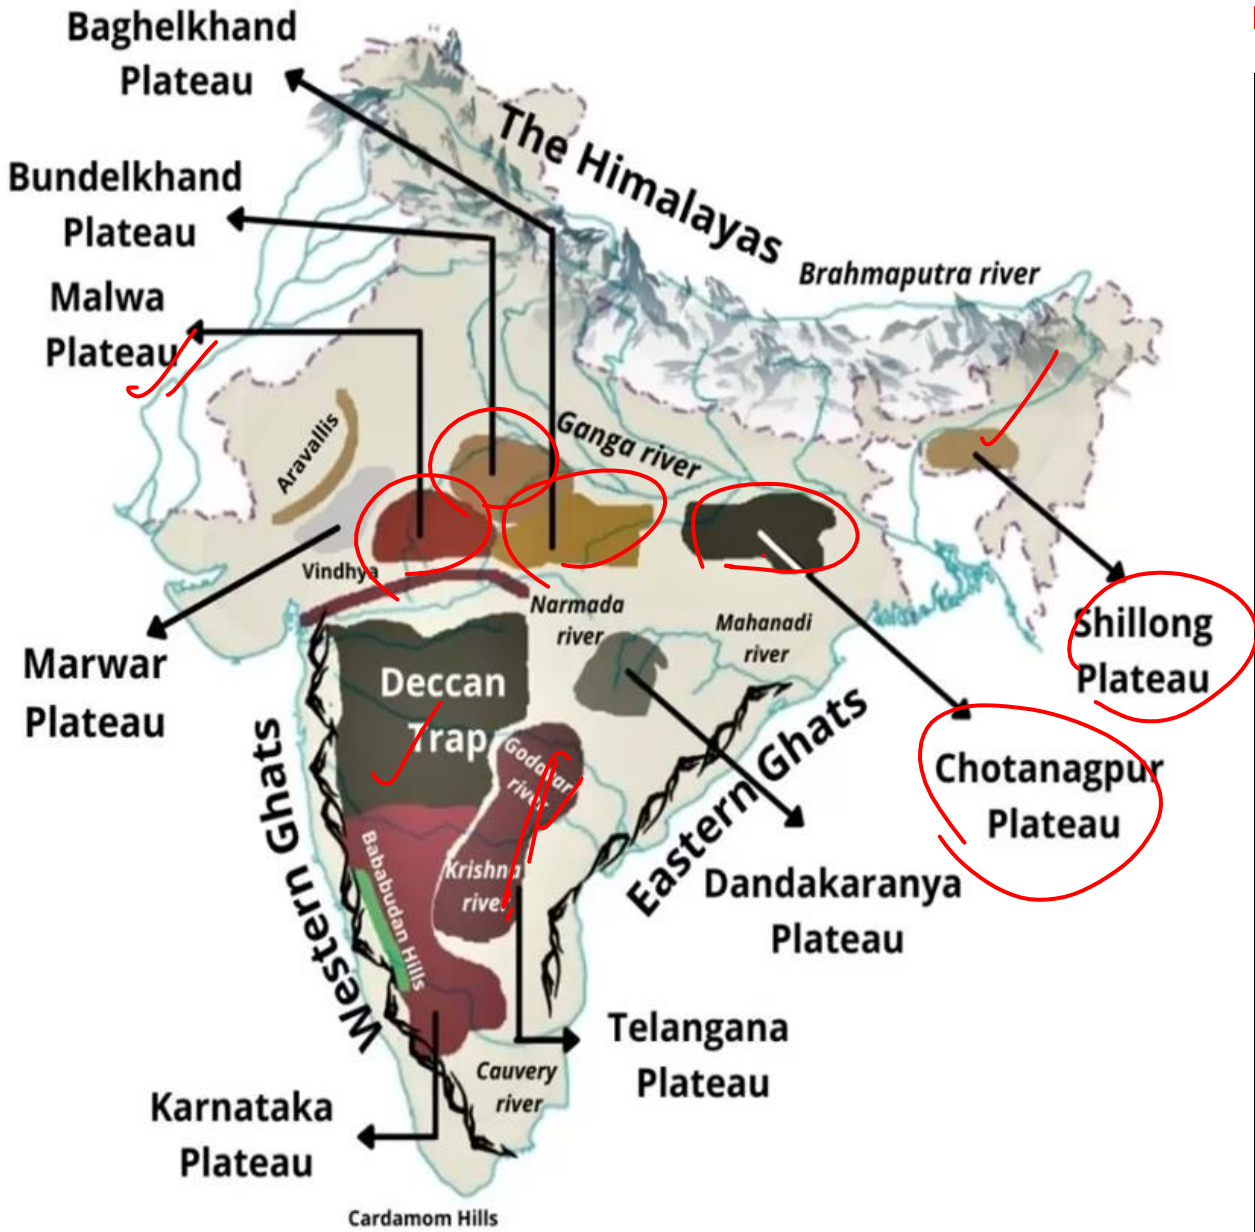 Baghelkhand
Plateau
The Himalayas
Bundelkhand
Plateau
Brahmaputra river
Malwa
Plateau
Ganga river
Aravallis
Vindhya
Narmada
river
Mahanadi
river
Shillong
Plateau
Marwar
Plateau
Deccan
Trap
Godavar
river
Chotanagpur
Plateau
Western Ghats
Eastern Ghats
Bababudan Hills
Krishna
river
Dandakaranya
Plateau
Telangana
Plateau
Cauvery
river
Karnataka
Plateau
Cardamom Hills